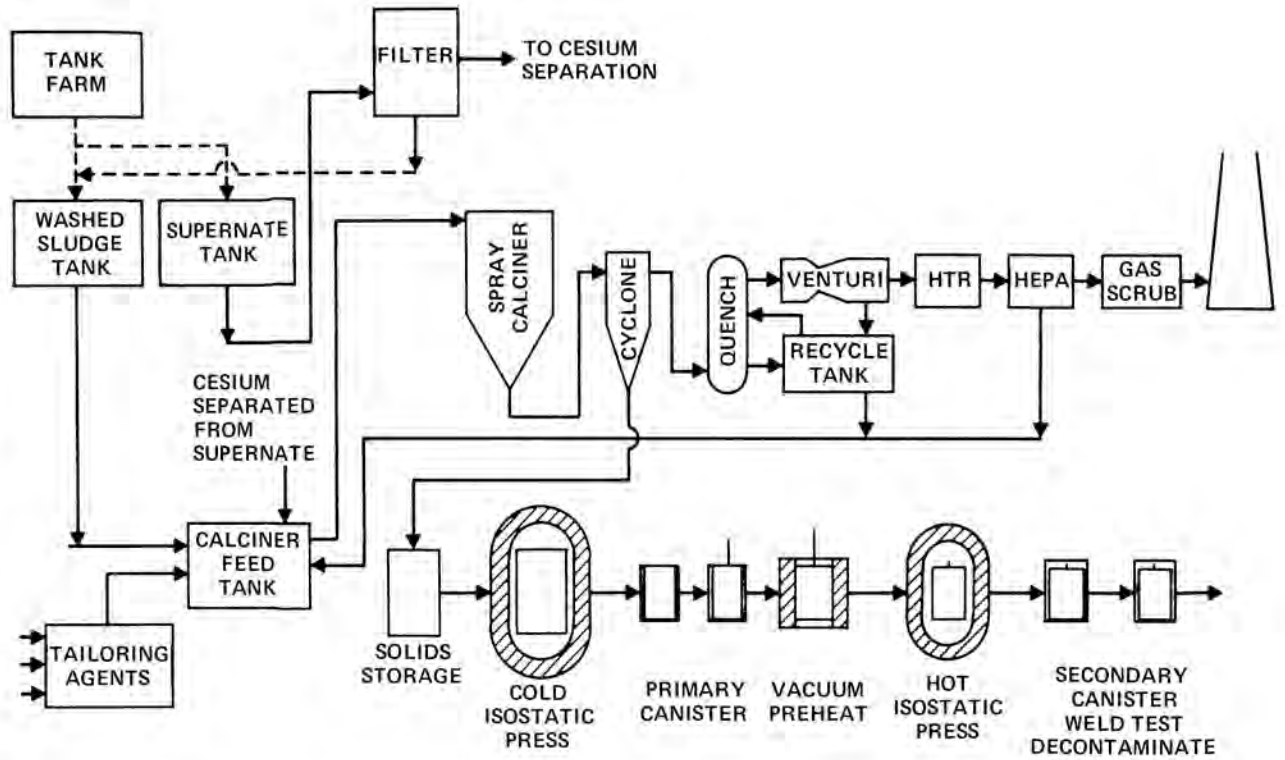 TANK
FARM
FILTER
TO CESIUM
SEPARATION
WASHED
SLUDGE
TANK
SUPERNATE
TANK
SPRAY
CALCINER
CYCLONE
QUENCH
VENTURI
HTR
HEPA
GAS
SCRUB
RECYCLE
TANK
CESIUM
SEPARATED
FROM
SUPERNATE
CALCINER
FEED
TANK
TAILORING
AGENTS
SOLIDS
STORAGE
COLD
ISOSTATIC
PRESS
PRIMARY
CANISTER
VACUUM
PREHEAT
HOT
ISOSTATIC
PRESS
SECONDARY
CANISTER
WELD TEST
DECONTAMINATE